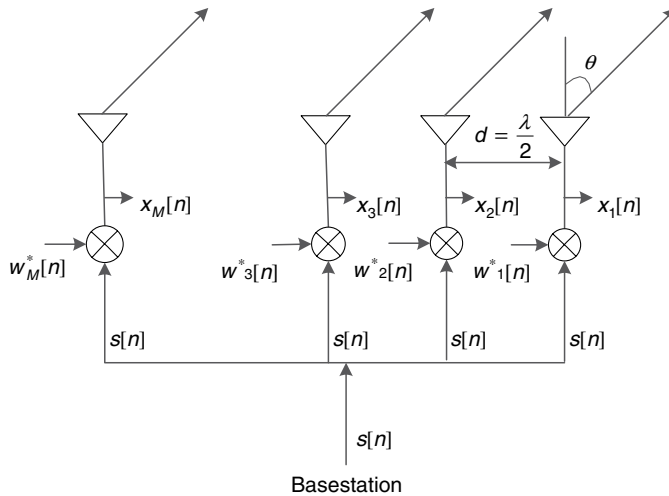 θ
d = λ/2
x_M[n] x_3[n] x_2[n] x_1[n]
w*_M[n] w*_3[n] w*_2[n] w*_1[n]
s[n] s[n] s[n] s[n]
s[n]
Basestation